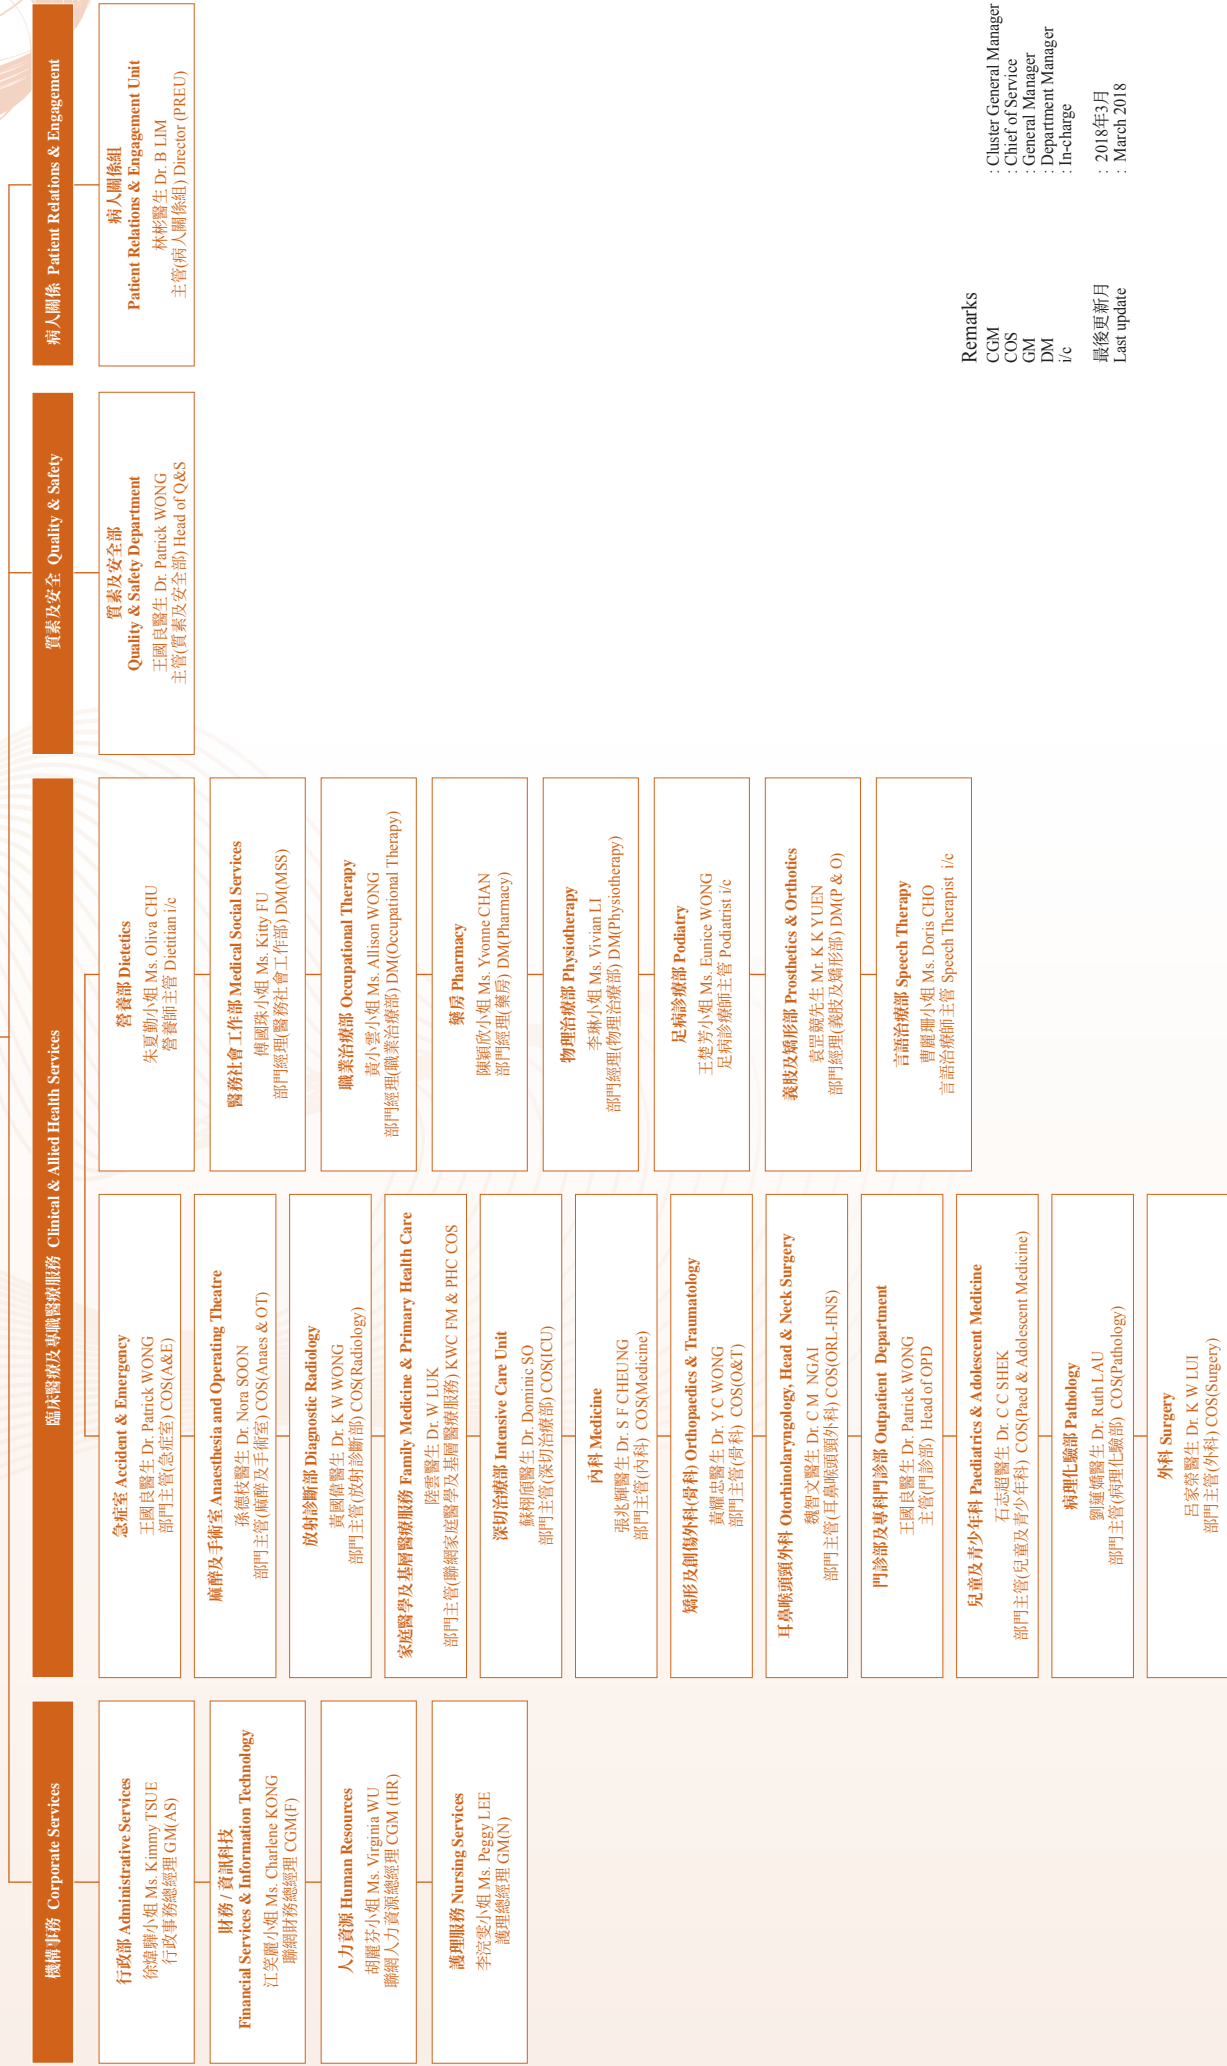 機構事務 Corporate Services
行政部 Administrative Services
徐煒驊小姐 Ms. Kimmy TSUE
行政事務總經理 GM(AS)
財務 / 資訊科技
Financial Services & Information Technology
江笑麗小姐 Ms. Charlene KONG
聯網財務總經理 CGM(F)
人力資源 Human Resources
胡麗芬小姐 Ms. Virginia WU
聯網人力資源總經理 CGM (HR)
護理服務 Nursing Services
李浣雯小姐 Ms. Peggy LEE
護理總經理 GM(N)
臨床醫療及專職醫療服務 Clinical & Allied Health Services
急症室 Accident & Emergency
王國良醫生 Dr. Patrick WONG
部門主管(急症室) COS(A&E)
麻醉及手術室 Anaesthesia and Operating Theatre
孫德枝醫生 Dr. Nora SOON
部門主管(麻醉及手術室) COS(Anaes & OT)
放射診斷部 Diagnostic Radiology
黃國偉醫生 Dr. K W WONG
部門主管(放射診斷部) COS(Radiology)
家庭醫學及基層醫療服務 Family Medicine & Primary Health Care
陸雲醫生 Dr. W LUK
部門主管(聯網家庭醫學及基層醫療服務) KWC FM & PHC COS
深切治療部 Intensive Care Unit
醫生 Dr. Dominic SO
部門主管(深切治療部) COS(ICU)
內科 Medicine
張兆輝醫生 Dr. S F CHEUNG
部門主管(內科) COS(Medicine)
矯形及創傷外科(骨科) Orthopaedics & Traumatology
黃耀忠醫生 Dr. Y C WONG
部門主管(骨科) COS(O&T)
耳鼻喉頭頸外科 Otorhinolaryngology, Head & Neck Surgery
魏智文醫生 Dr. C M NGAI
部門主管(耳鼻喉頭頸外科) COS(ORL-HNS)
門診部及專科門診部 Outpatient Department
王國良醫生 Dr. Patrick WONG
主管(門診部) Head of OPD
兒童及青少年科 Paediatrics & Adolescent Medicine
石志超醫生 Dr. C C SHEK
部門主管(兒童及青少年科) COS(Paed & Adolescent Medicine)
病理化驗部 Pathology
劉蓮嬌醫生 Dr. Ruth LAU
部門主管(病理化驗部) COS(Pathology)
外科 Surgery
呂家榮醫生 Dr. K W LUI
部門主管(外科) COS(Surgery)
營養部 Dietetics
朱夏勤小姐 Ms. Oliva CHU
營養師主管 Dietitian i/c
醫務社會工作部 Medical Social Services
傅國珠小姐 Ms. Kitty FU
部門經理(醫務社會工作部) DM(MSS)
職業治療部 Occupational Therapy
黃小雲小姐 Ms. Allison WONG
部門經理(職業治療部) DM(Occupational Therapy)
藥房 Pharmacy
陳穎欣小姐 Ms. Yvonne CHAN
部門經理(藥房) DM(Pharmacy)
物理治療部 Physiotherapy
李綝小姐 Ms. Vivian LI
部門經理(物理治療部) DM(Physiotherapy)
足病診療部 Podiatry
王楚芳小姐 Ms. Eunice WONG
足病診療師主管 Podiatrist i/c
義肢及矯形部 Prosthetics & Orthotics
袁罡競先生 Mr. K K YUEN
部門經理(義肢及矯形部) DM(P & O)
言語治療部 Speech Therapy
曹麗珊小姐 Ms. Doris CHO
言語治療師主管 Speech Therapist i/c
質素及安全 Quality & Safety
質素及安全部
Quality & Safety Department
王國良醫生 Dr. Patrick WONG
主管(質素及安全部) Head of Q&S
病人關係 Patient Relations & Engagement
病人關係組
Patient Relations & Engagement Unit
林彬醫生 Dr. B LIM
主管(病人關係組) Director (PREU)
Remarks
CGM : Cluster General Manager
COS : Chief of Service
GM : General Manager
DM : Department Manager
i/c : In-charge
最後更新月 : 2018年3月
Last update : March 2018